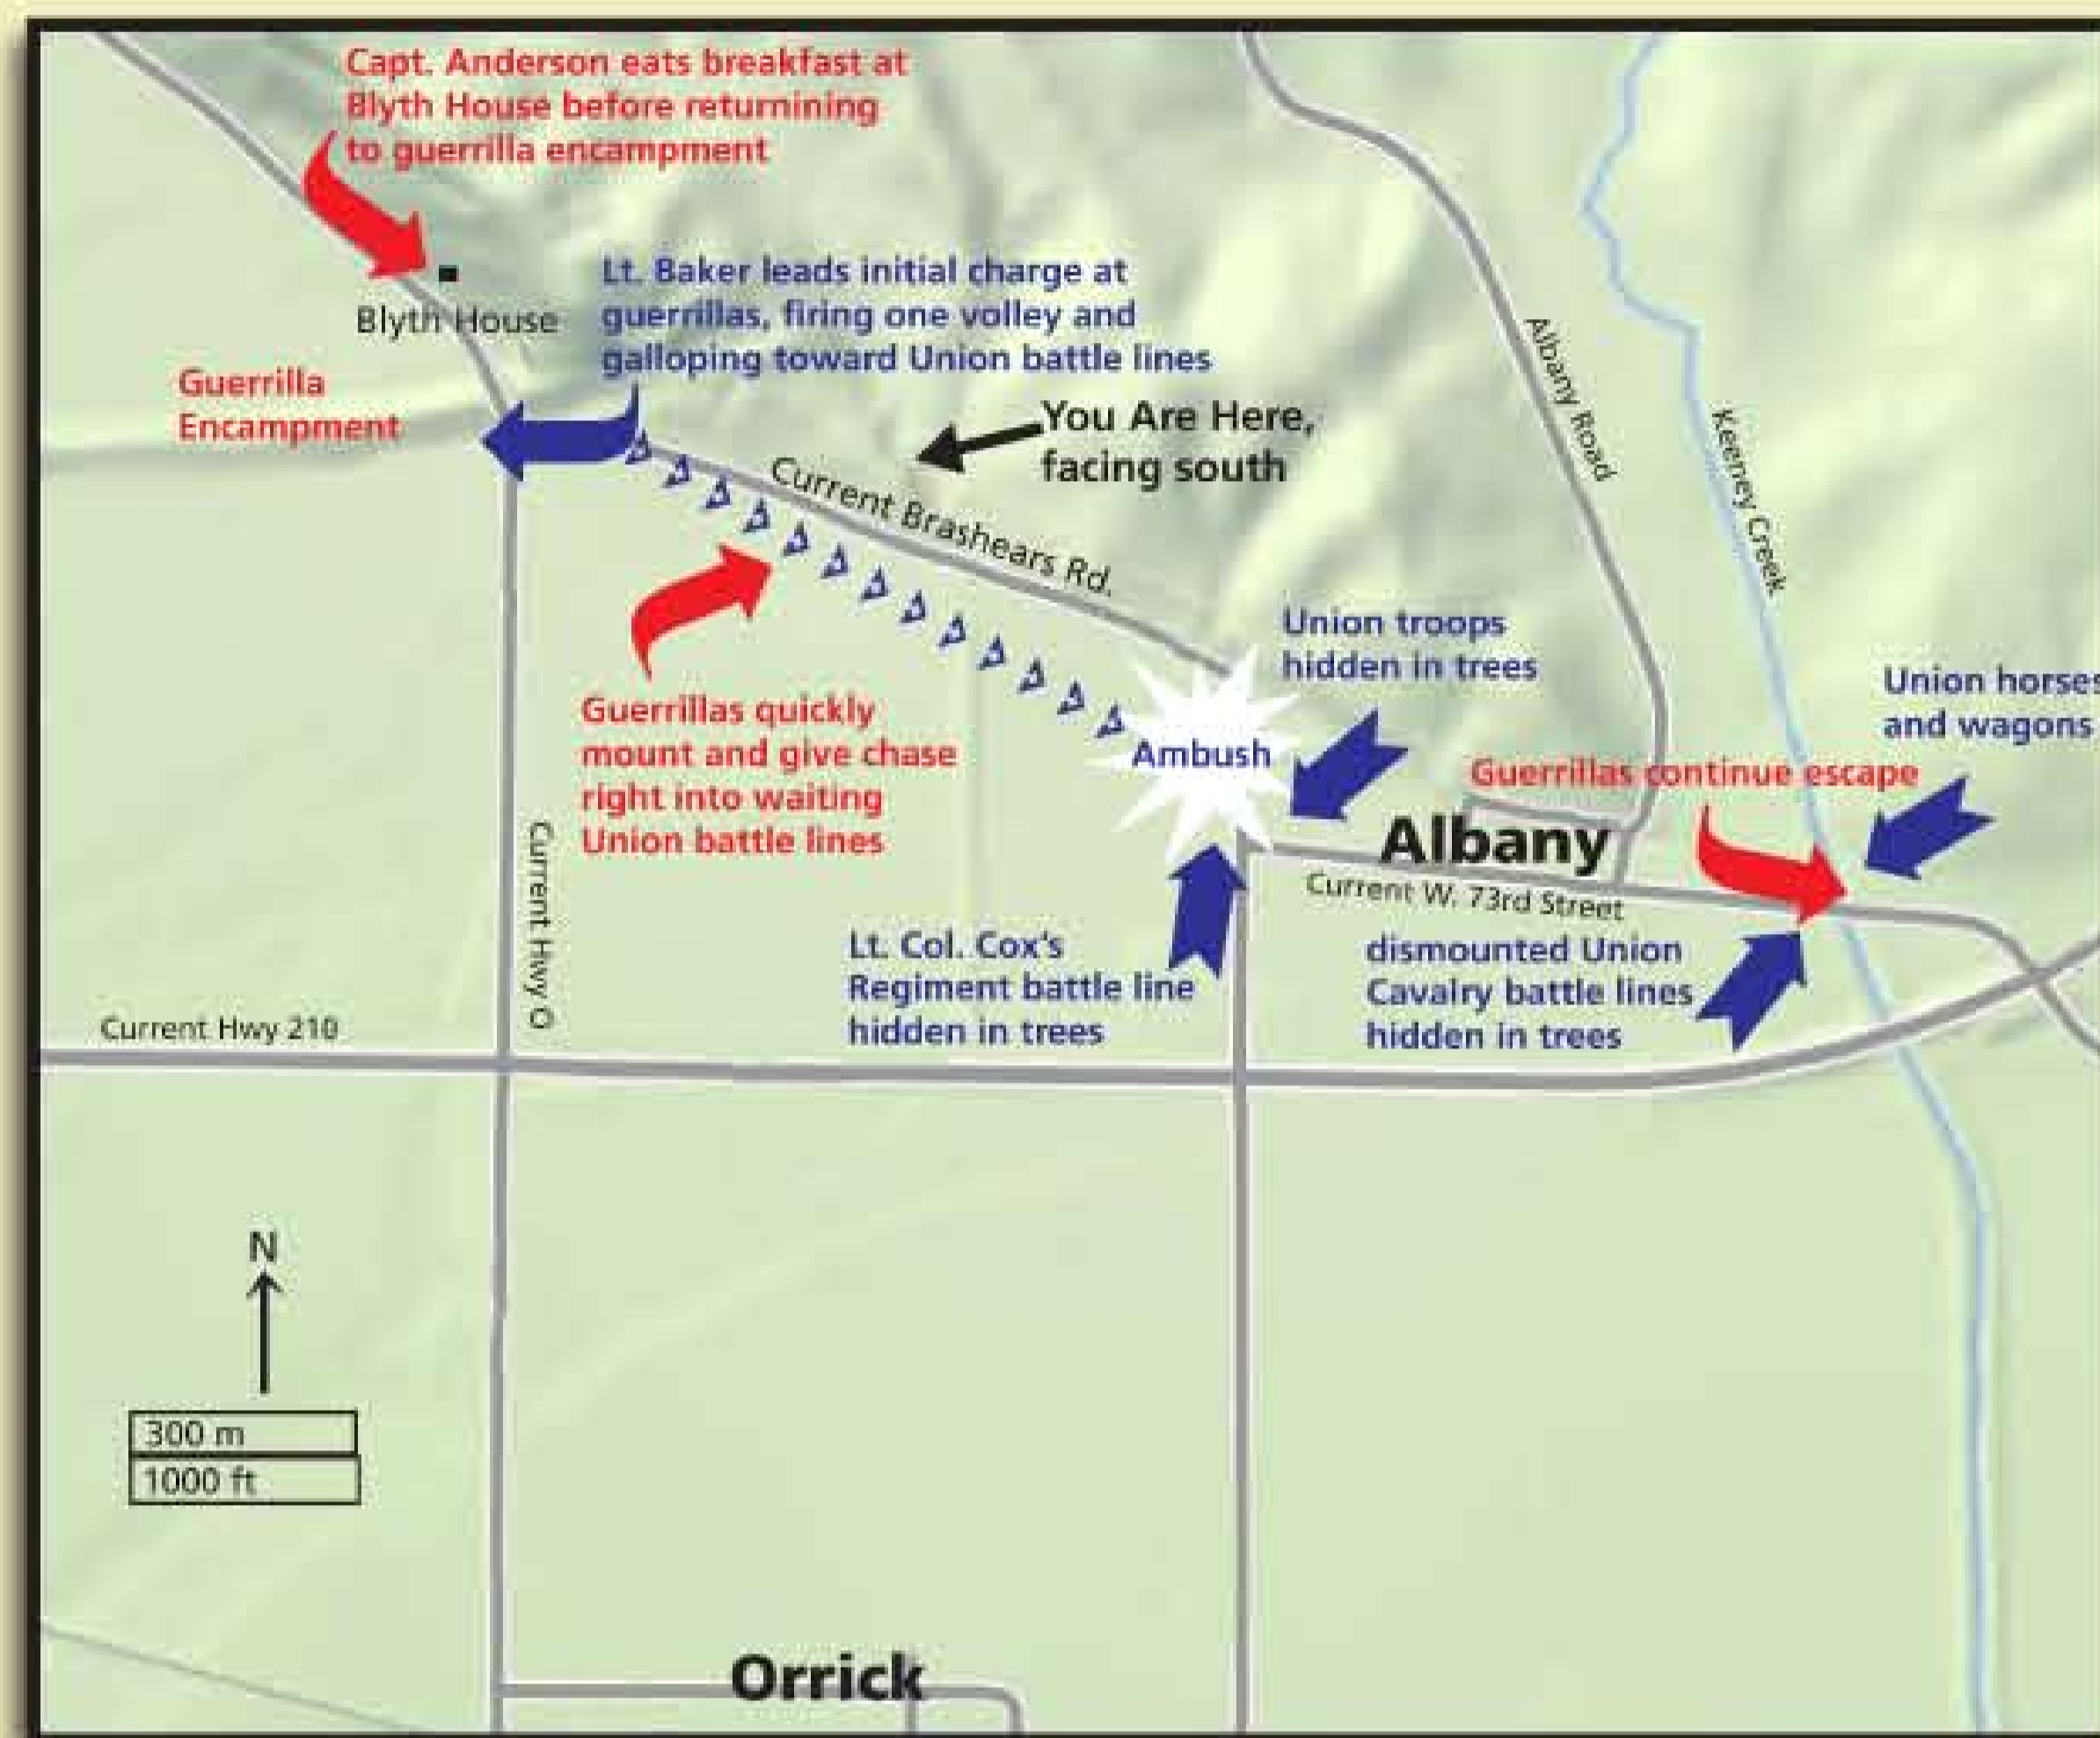 Capt. Anderson eats breakfast at
Blyth House before returnining
to guerrilla encampment
Blyth House
Lt. Baker leads initial charge at
guerrillas, firing one volley and
galloping toward Union battle lines
Guerrilla
Encampment
You Are Here,
facing south
Current Brashears Rd.
Albany Road
Keeney Creek
Union troops
hidden in trees
Union horses
and wagons
Guerrillas quickly
mount and give chase
right into waiting
Union battle lines
Ambush
Guerrillas continue escape
Albany
Current W. 73rd Street
Current Hwy O
Lt. Col. Cox's
Regiment battle line
hidden in trees
dismounted Union
Cavalry battle lines
hidden in trees
Current Hwy 210
N
300 m
1000 ft
Orrick